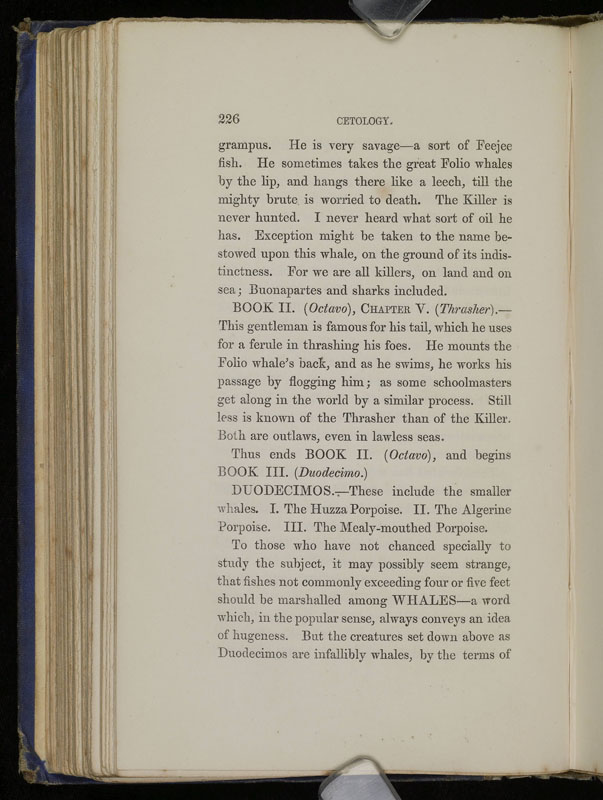 226 CETOLOGY.
grampus. He is very savage—a sort of Feejee
fish. He sometimes takes the great Folio whales
by the lip, and hangs there like a leech, till the
mighty brute is worried to death. The Killer is
never hunted. I never heard what sort of oil he
has. Exception might be taken to the name be-
stowed upon this whale, on the ground of its indis-
tinctness. For we are all killers, on land and on
sea; Buonapartes and sharks included.
BOOK II. (Octavo), CHAPTER V. (Thrasher).—
This gentleman is famous for his tail, which he uses
for a ferule in thrashing his foes. He mounts the
Folio whale's back, and as he swims, he works his
passage by flogging him; as some schoolmasters
get along in the world by a similar process. Still
less is known of the Thrasher than of the Killer.
Both are outlaws, even in lawless seas.
Thus ends BOOK II. (Octavo), and begins
BOOK III. (Duodecimo.)
DUODECIMOS.—These include the smaller
whales. I. The Huzza Porpoise. II. The Algerine
Porpoise. III. The Mealy-mouthed Porpoise.
To those who have not chanced specially to
study the subject, it may possibly seem strange,
that fishes not commonly exceeding four or five feet
should be marshalled among WHALES—a word
which, in the popular sense, always conveys an idea
of hugeness. But the creatures set down above as
Duodecimos are infallibly whales, by the terms of